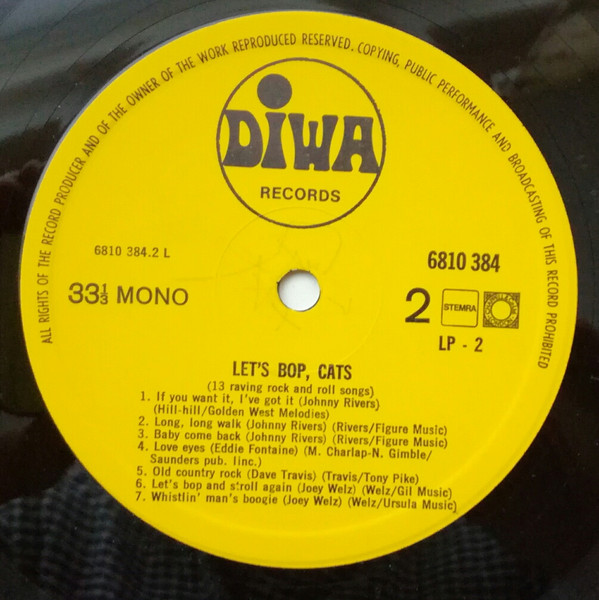 ALL RIGHTS OF THE RECORD PRODUCER AND OF THE OWNER OF THE WORK REPRODUCED RESERVED. COPYING, PUBLIC PERFORMANCE AND BROADCASTING OF THIS RECORD PROHIBITED
DIWA
RECORDS
6810 384.2 L
6810 384
33⅓ MONO
2
STEMRA
LP - 2
LET'S BOP, CATS
(13 raving rock and roll songs)
1. If you want it, I've got it (Johnny Rivers)
(Hill-hill/Golden West Melodies)
2. Long, long walk (Johnny Rivers) (Rivers/Figure Music)
3. Baby come back (Johnny Rivers) (Rivers/Figure Music)
4. Love eyes (Eddie Fontaine) (M. Charlap-N. Gimble/
Saunders pub. Iinc.)
5. Old country rock (Dave Travis) (Travis/Tony Pike)
6. Let's bop and stroll again (Joey Welz) (Welz/Gil Music)
7. Whistlin' man's boogie (Joey Welz) (Welz/Ursula Music)